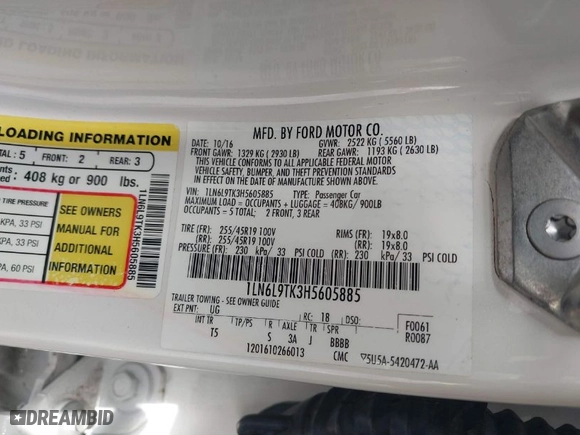 LOADING INFORMATION
TOTAL: 5 FRONT: 2 REAR: 3
408 kg or 900 lbs.
TIRE PRESSURE
KPA, 33 PSI
KPA, 33 PSI
KPA, 60 PSI
SEE OWNERS
MANUAL FOR
ADDITIONAL
INFORMATION
1LN6L9TK3H5605885
MFD. BY FORD MOTOR CO.
10/16 GVWR: 2522 KG ( 5560 LB)
FRONT GAWR: 1329 KG ( 2930 LB) REAR GAWR: 1193 KG ( 2630 LB)
THIS VEHICLE CONFORMS TO ALL APPLICABLE FEDERAL MOTOR
VEHICLE SAFETY, BUMPER, AND THEFT PREVENTION STANDARDS
IN EFFECT ON THE DATE OF MANUFACTURE SHOWN ABOVE.
VIN: 1LN6L9TK3H5605885 TYPE: Passenger Car
MAXIMUM LOAD = OCCUPANTS + LUGGAGE = 408KG/ 900LB
OCCUPANTS = 5 TOTAL: 2 FRONT, 3 REAR
TIRE (FR): 255/45R19 100V RIMS (FR): 19x8.0
(RR): 255/45R19 100V (RR): 19x8.0
PRESSURE (FR): 230 kPa/ 33 PSI COLD (RR): 230 kPa/ 33 PSI COLD
1LN6L9TK3H5605885
TRAILER TOWING - SEE OWNER GUIDE
EXT PNT: UG RC: 18 DSO: F0061
INT TR TP/PS R AXLE TR SPR R0087
T5 S 3A J BBBB
1201610266013 CMC 5U5A-5420472-AA
DREAMBID